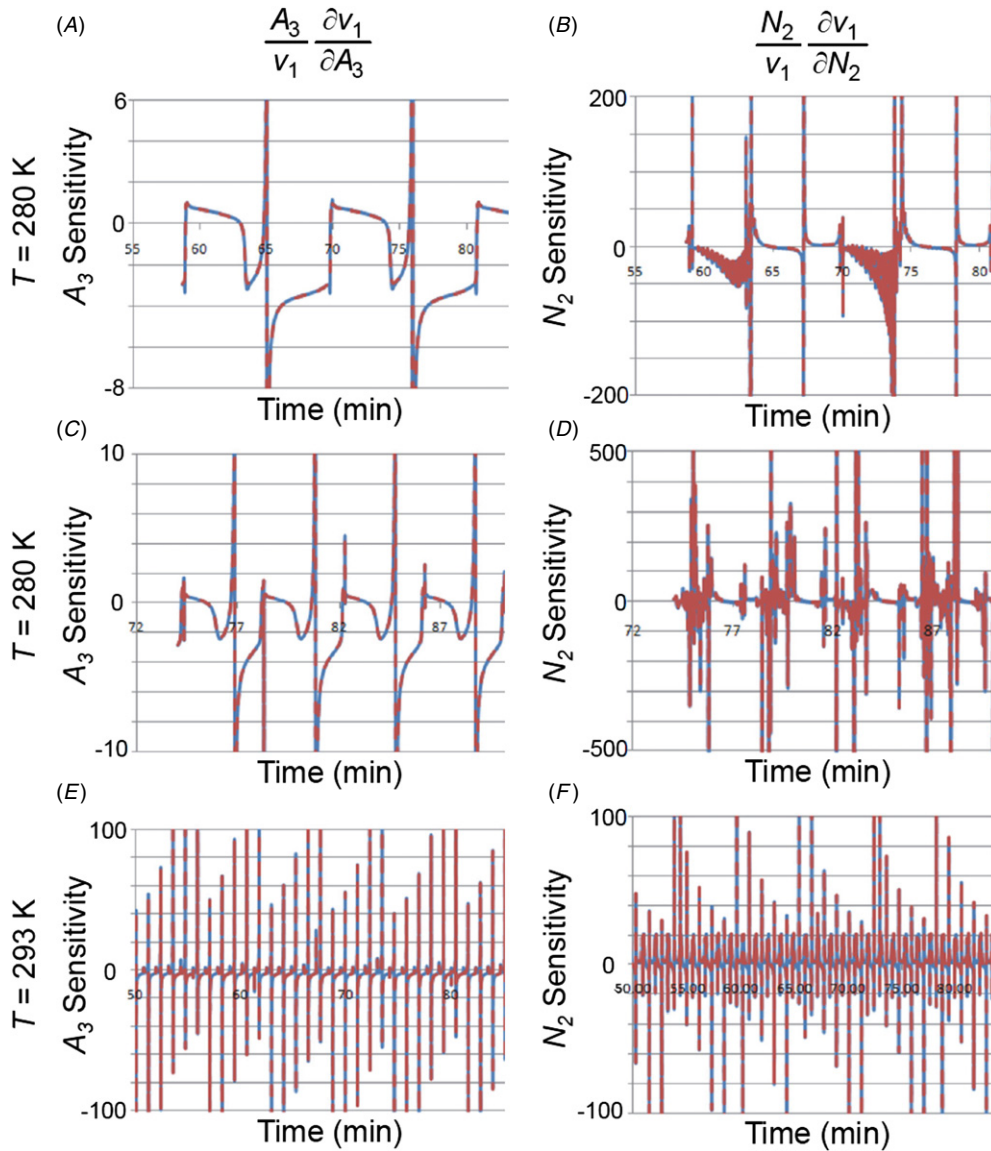 (A)
A3/v1 ∂v1/∂A3
(B)
N2/v1 ∂v1/∂N2
T = 280 K
A3 Sensitivity
6
0
-8
55 60 65 70 75 80
Time (min)
N2 Sensitivity
200
0
-200
55 60 65 70 75 80
Time (min)
(C)
(D)
T = 280 K
A3 Sensitivity
10
0
-10
72 77 82 87
Time (min)
N2 Sensitivity
500
0
-500
72 77 82 87
Time (min)
(E)
(F)
T = 293 K
A3 Sensitivity
100
0
-100
50 60 70 80
Time (min)
N2 Sensitivity
100
0
-100
50.00 55.00 60.00 65.00 70.00 75.00 80.00
Time (min)